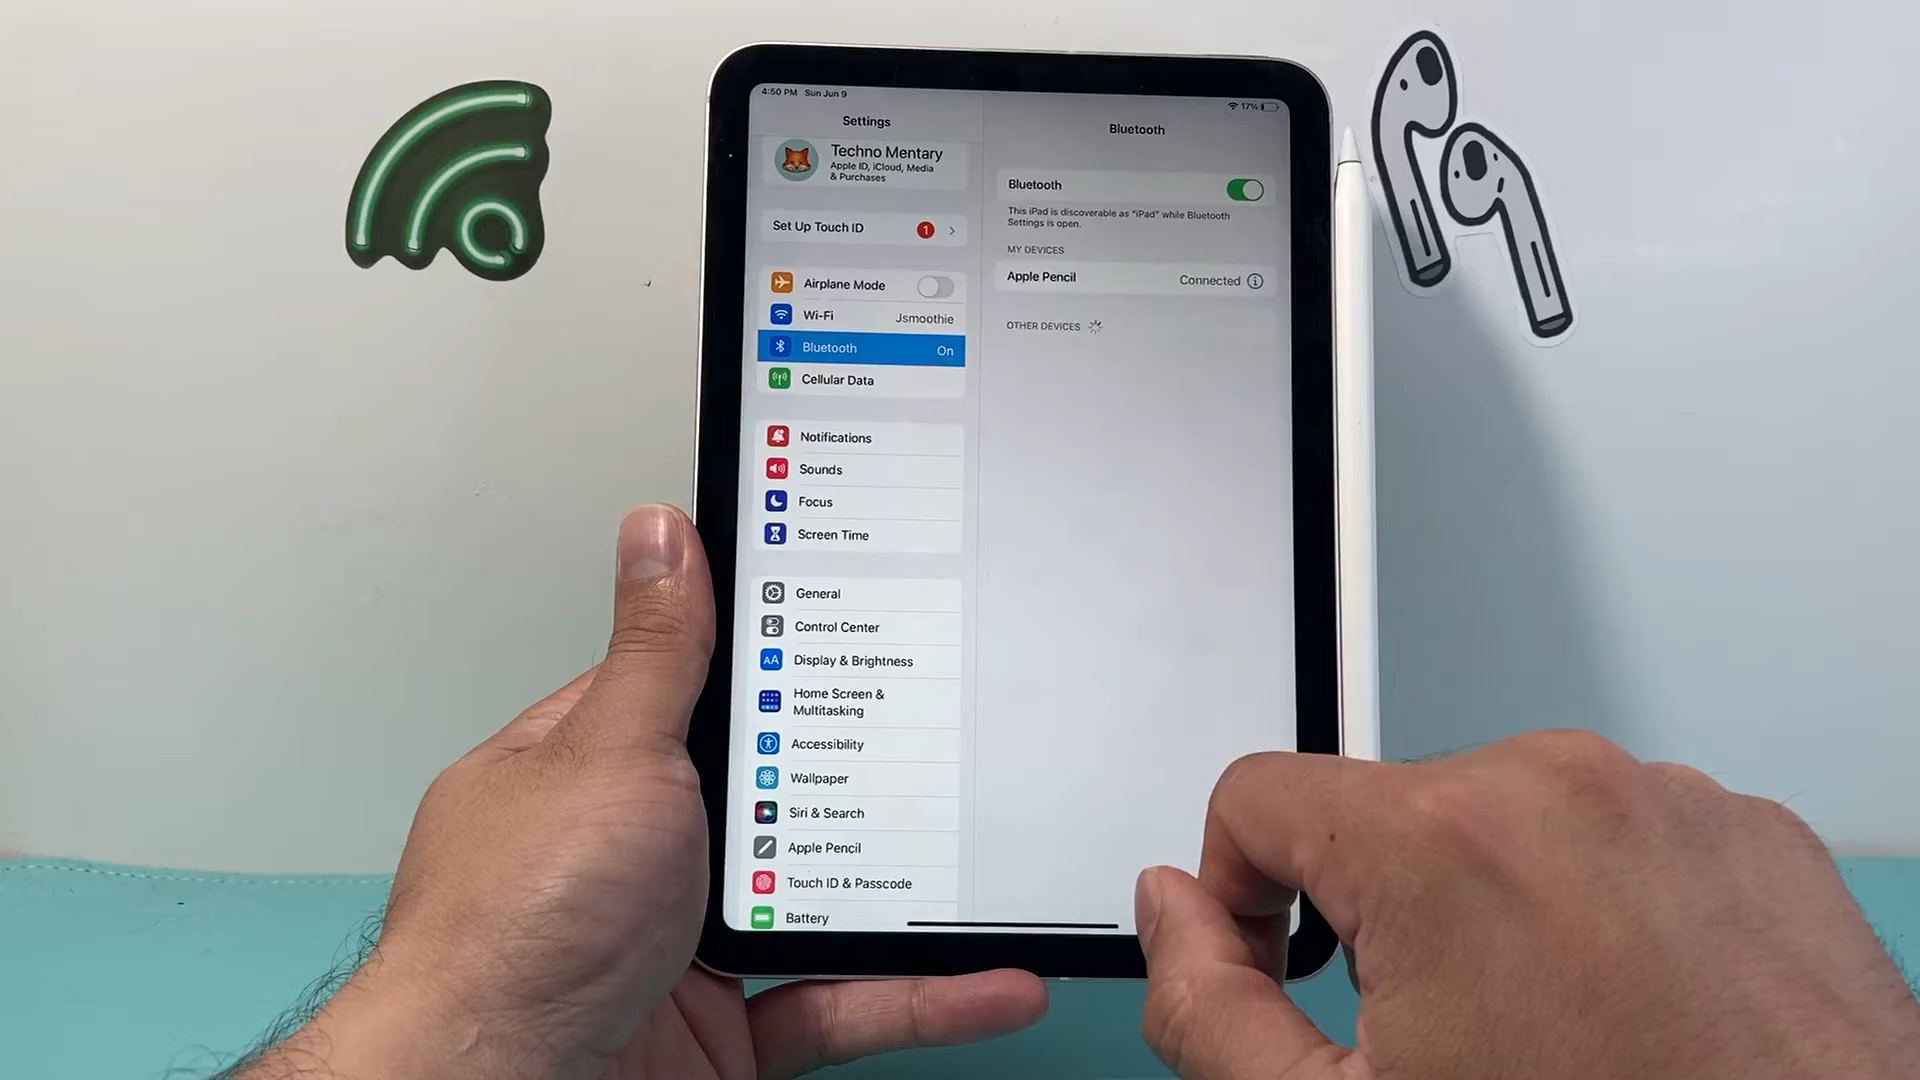 4:50 PM Sun Jun 9
17%
Settings
Techno Mentary
Apple ID, iCloud, Media
& Purchases
Set Up Touch ID 1
Airplane Mode
Wi-Fi Jsmoothie
Bluetooth On
Cellular Data
Notifications
Sounds
Focus
Screen Time
General
Control Center
AA Display & Brightness
Home Screen &
Multitasking
Accessibility
Wallpaper
Siri & Search
Apple Pencil
Touch ID & Passcode
Battery
Bluetooth
Bluetooth
This iPad is discoverable as “iPad” while Bluetooth
Settings is open.
MY DEVICES
Apple Pencil Connected i
OTHER DEVICES